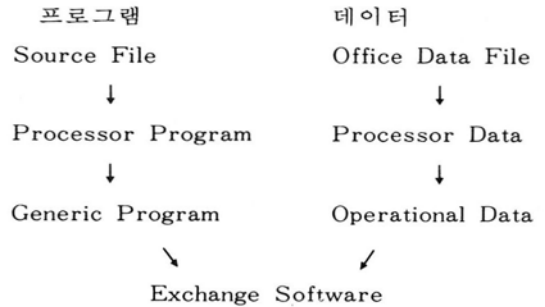 프로그램 데이터
Source File Office Data File
↓ ↓
Processor Program Processor Data
↓ ↓
Generic Program Operational Data
↘ ↙
Exchange Software